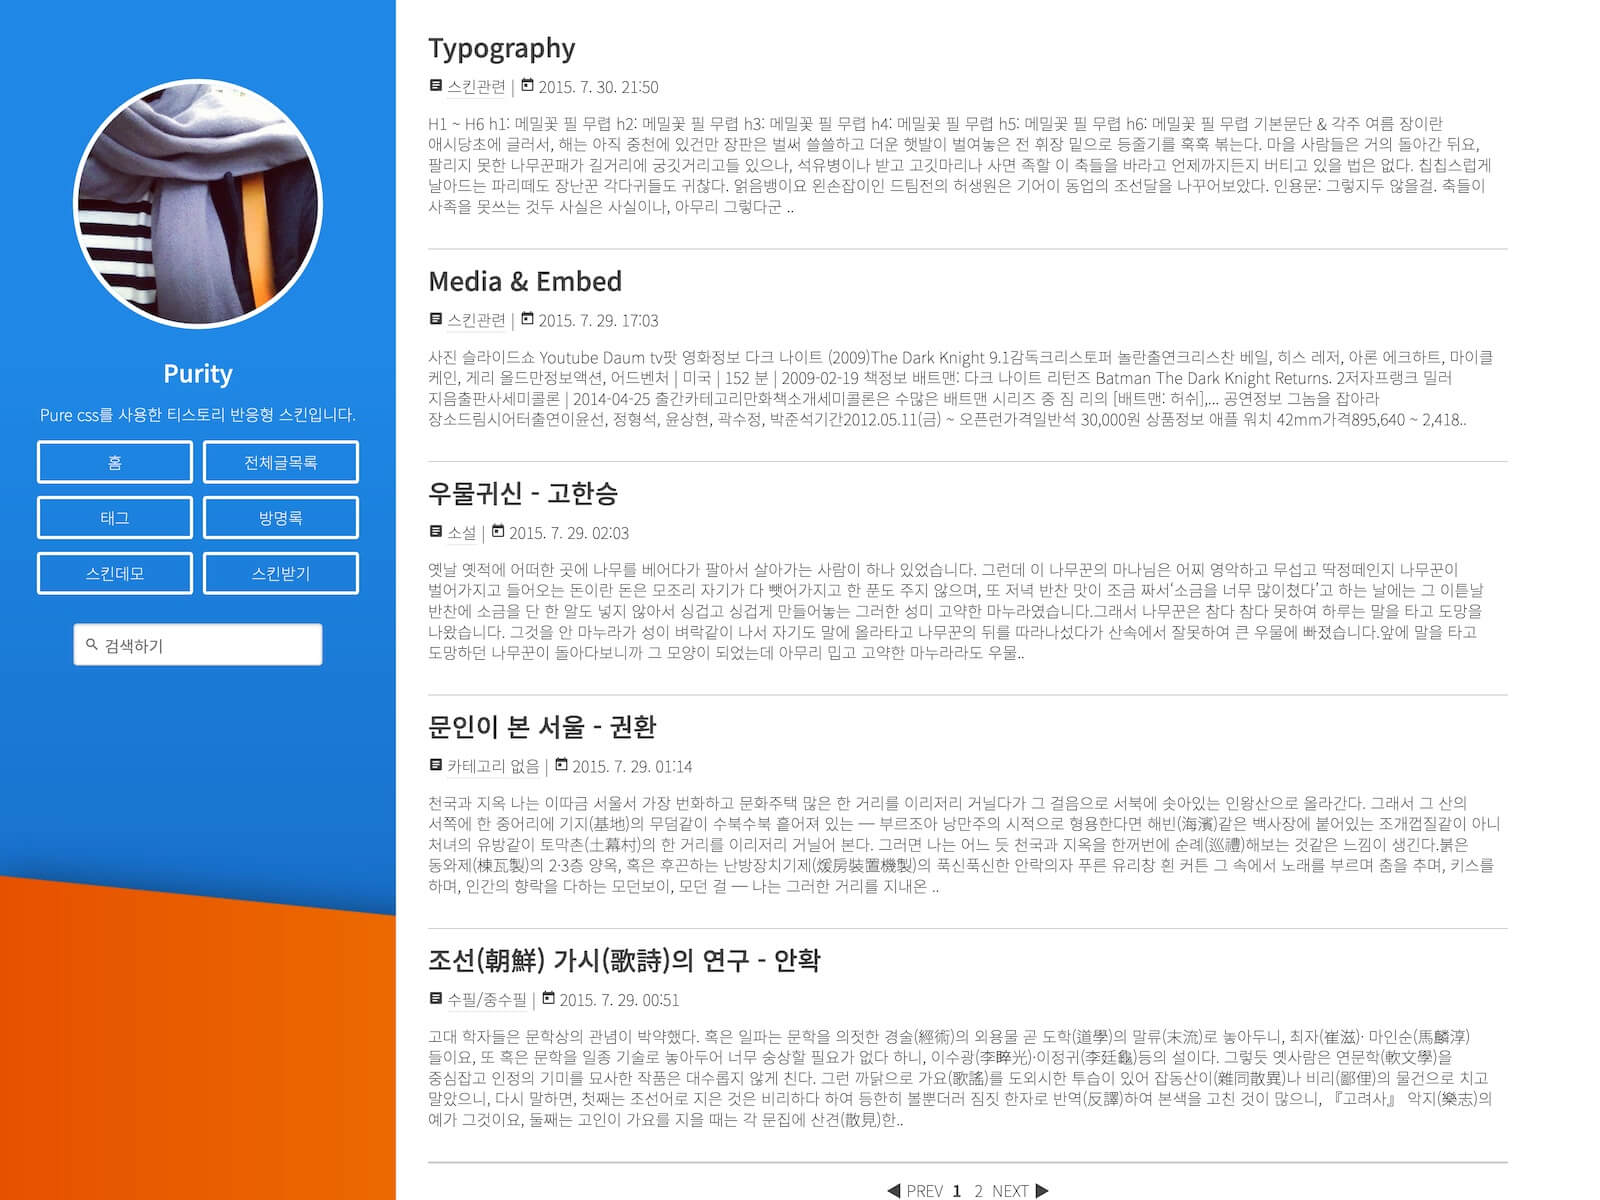 Purity
Pure css를 사용한 티스토리 반응형 스킨입니다.
홈
전체글목록
태그
방명록
스킨데모
스킨받기
검색하기
Typography
스킨관련 | 2015. 7. 30. 21:50
H1 ~ H6 h1: 메밀꽃 필 무렵 h2: 메밀꽃 필 무렵 h3: 메밀꽃 필 무렵 h4: 메밀꽃 필 무렵 h5: 메밀꽃 필 무렵 h6: 메밀꽃 필 무렵 기본문단 & 각주 여름 장이란
애시당초에 글러서, 해는 아직 중천에 있건만 장판은 벌써 쓸쓸하고 더운 햇발이 벌여놓은 전 휘장 밑으로 등줄기를 훅훅 볶는다. 마을 사람들은 거의 돌아간 뒤요,
팔리지 못한 나무꾼패가 길거리에 궁깃거리고들 있으나, 석유병이나 받고 고깃마리나 사면 족할 이 축들을 바라고 언제까지든지 버티고 있을 법은 없다. 칩칩스럽게
날아드는 파리떼도 장난꾼 각다귀들도 귀찮다. 얽음뱅이요 왼손잡이인 드팀전의 허생원은 기어이 동업의 조선달을 나꾸어보았다. 인용문: 그렇지두 않을걸. 축들이
사족을 못쓰는 것두 사실은 사실이나, 아무리 그렇다군 ..
Media & Embed
스킨관련 | 2015. 7. 29. 17:03
사진 슬라이드쇼 Youtube Daum tv팟 영화정보 다크 나이트 (2009)The Dark Knight 9.1감독크리스토퍼 놀란출연크리스찬 베일, 히스 레저, 아론 에크하트, 마이클
케인, 게리 올드만정보액션, 어드벤처 | 미국 | 152 분 | 2009-02-19 책정보 배트맨: 다크 나이트 리턴즈 Batman The Dark Knight Returns. 2저자프랭크 밀러
지음출판사세미콜론 | 2014-04-25 출간카테고리만화책소개세미콜론은 수많은 배트맨 시리즈 중 짐 리의 [배트맨: 허쉬],... 공연정보 그놈을 잡아라
장소드림시어터출연이윤선, 정형석, 윤상현, 곽수정, 박준석기간2012.05.11(금) ~ 오픈런가격일반석 30,000원 상품정보 애플 워치 42mm가격895,640 ~ 2,418..
우물귀신 - 고한승
소설 | 2015. 7. 29. 02:03
옛날 옛적에 어떠한 곳에 나무를 베어다가 팔아서 살아가는 사람이 하나 있었습니다. 그런데 이 나무꾼의 마나님은 어찌 영악하고 무섭고 딱정떼인지 나무꾼이
벌어가지고 들어오는 돈이란 돈은 모조리 자기가 다 뺏어가지고 한 푼도 주지 않으며, 또 저녁 반찬 맛이 조금 짜서‘소금을 너무 많이쳤다’고 하는 날에는 그 이튿날
반찬에 소금을 단 한 알도 넣지 않아서 싱겁고 싱겁게 만들어놓는 그러한 성미 고약한 마누라였습니다.그래서 나무꾼은 참다 참다 못하여 하루는 말을 타고 도망을
나왔습니다. 그것을 안 마누라가 성이 벼락같이 나서 자기도 말에 올라타고 나무꾼의 뒤를 따라나섰다가 산속에서 잘못하여 큰 우물에 빠졌습니다.앞에 말을 타고
도망하던 나무꾼이 돌아다보니까 그 모양이 되었는데 아무리 밉고 고약한 마누라라도 우물..
문인이 본 서울 - 권환
카테고리 없음 | 2015. 7. 29. 01:14
천국과 지옥 나는 이따금 서울서 가장 번화하고 문화주택 많은 한 거리를 이리저리 거닐다가 그 걸음으로 서북에 솟아있는 인왕산으로 올라간다. 그래서 그 산의
서쪽에 한 중어리에 기지(基地)의 무덤같이 수북수북 흩어져 있는 — 부르조아 낭만주의 시적으로 형용한다면 해빈(海濱)같은 백사장에 붙어있는 조개껍질같이 아니
처녀의 유방같이 토막촌(土幕村)의 한 거리를 이리저리 거닐어 본다. 그러면 나는 어느 듯 천국과 지옥을 한꺼번에 순례(巡禮)해보는 것같은 느낌이 생긴다.붉은
동와제(棟瓦製)의 2·3층 양옥, 혹은 후끈하는 난방장치기제(煖房裝置機製)의 푹신푹신한 안락의자 푸른 유리창 흰 커튼 그 속에서 노래를 부르며 춤을 추며, 키스를
하며, 인간의 향락을 다하는 모던보이, 모던 걸 — 나는 그러한 거리를 지내온 ..
조선(朝鮮) 가시(歌詩)의 연구 - 안확
수필/중수필 | 2015. 7. 29. 00:51
고대 학자들은 문학상의 관념이 박약했다. 혹은 일파는 문학을 의젓한 경술(經術)의 외용물 곧 도학(道學)의 말류(末流)로 놓아두니, 최자(崔滋)· 마인순(馬麟淳)
들이요, 또 혹은 문학을 일종 기술로 놓아두어 너무 숭상할 필요가 없다 하니, 이수광(李睟光)·이정귀(李廷龜)등의 설이다. 그렇듯 옛사람은 연문학(軟文學)을
중심잡고 인정의 기미를 묘사한 작품은 대수롭지 않게 친다. 그런 까닭으로 가요(歌謠)를 도외시한 투습이 있어 잡동산이(雜同散異)나 비리(鄙俚)의 물건으로 치고
말았으니, 다시 말하면, 첫째는 조선어로 지은 것은 비리하다 하여 등한히 볼뿐더러 짐짓 한자로 반역(反譯)하여 본색을 고친 것이 많으니, 『고려사』 악지(樂志)의
예가 그것이요, 둘째는 고인이 가요를 지을 때는 각 문집에 산견(散見)한..
◀ PREV 1 2 NEXT ▶